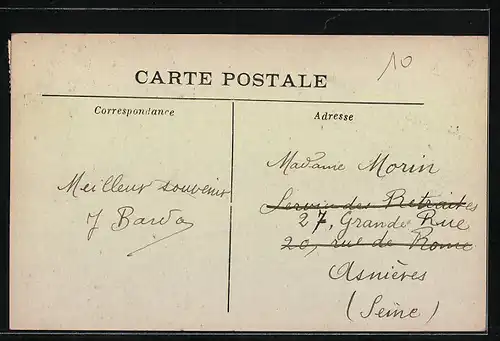 10
CARTE POSTALE
Correspondance
Meilleur souvenir
J Barda
Adresse
Madame Morin
Service des Retraites
27, Grande Rue
20, rue de Rome
Asnières
(Seine)